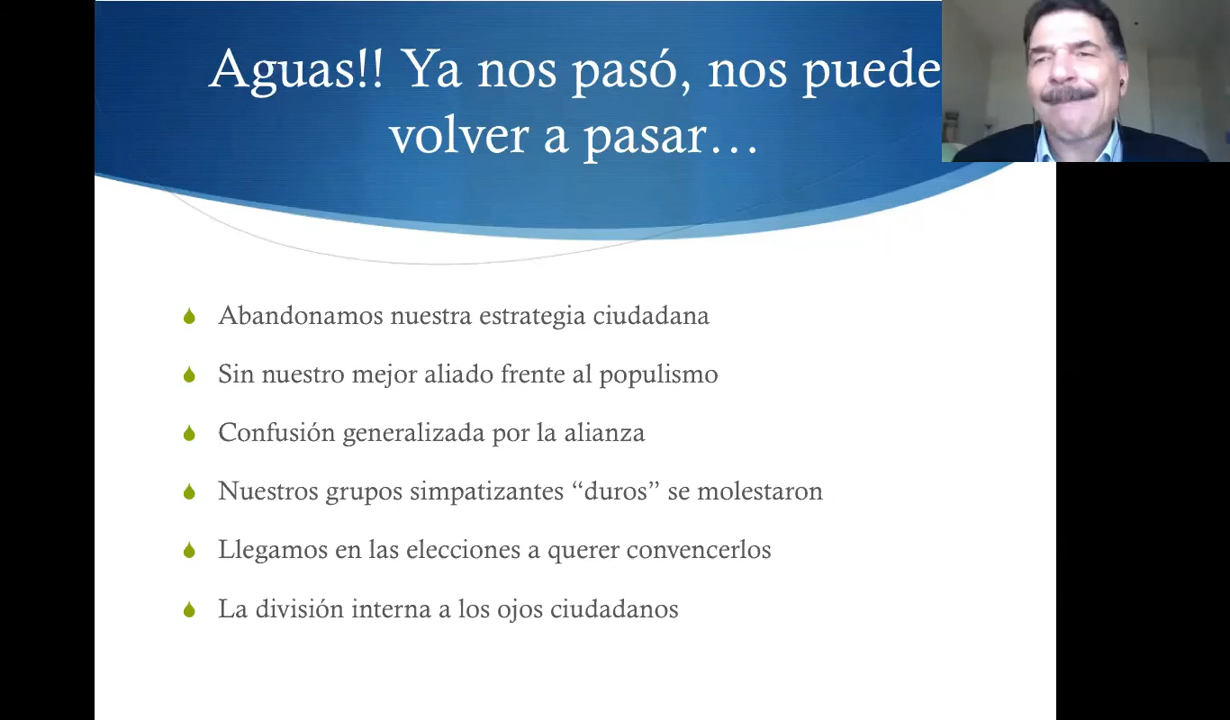 Aguas!! Ya nos pasó, nos puede
volver a pasar…
Abandonamos nuestra estrategia ciudadana
Sin nuestro mejor aliado frente al populismo
Confusión generalizada por la alianza
Nuestros grupos simpatizantes “duros” se molestaron
Llegamos en las elecciones a querer convencerlos
La división interna a los ojos ciudadanos